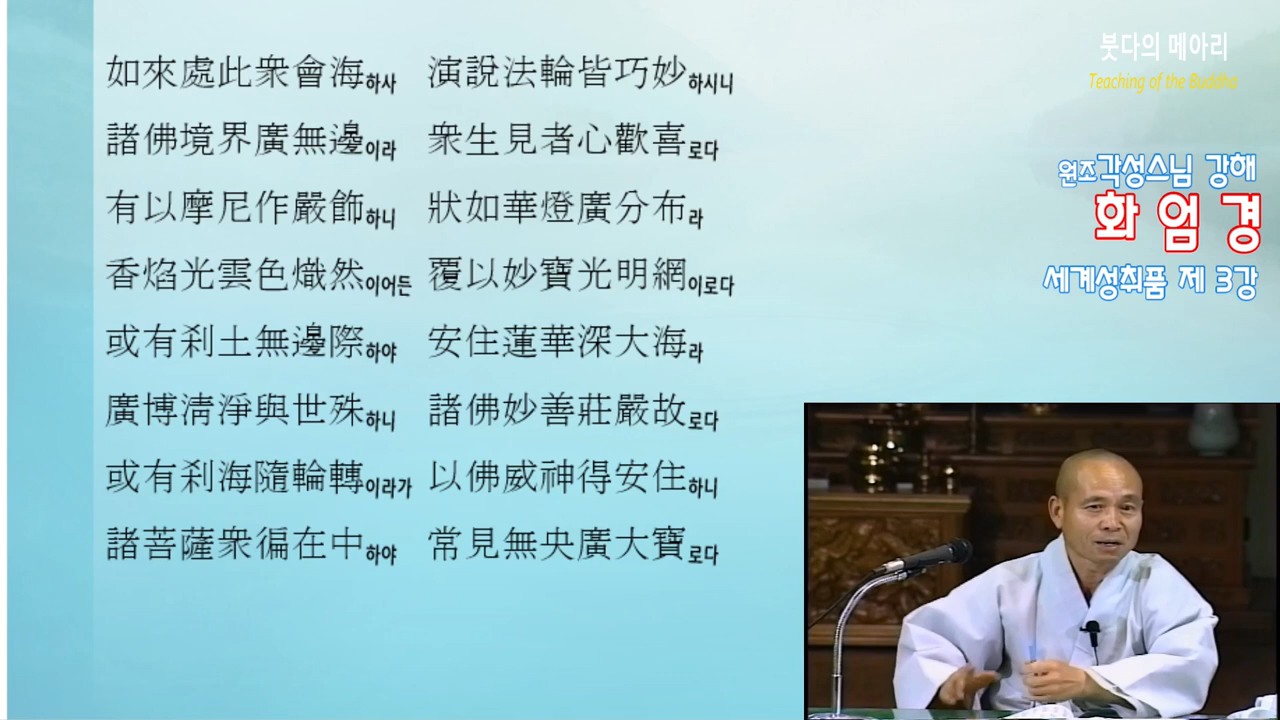 如來處此衆會海하사 演說法輪皆巧妙하시니
諸佛境界廣無邊이라 衆生見者心歡喜로다
有以摩尼作嚴飾하니 狀如華燈廣分布라
香焰光雲色熾然이어든 覆以妙寶光明網이로다
或有刹土無邊際하야 安住蓮華深大海라
廣博淸淨與世殊하니 諸佛妙善莊嚴故로다
或有刹海隨輪轉이라가 以佛威神得安住하니
諸菩薩衆徧在中하야 常見無央廣大寶로다
붓다의 메아리
Teaching of the Buddha
원조각성스님 강해
화엄경
세계성취품 제 3강